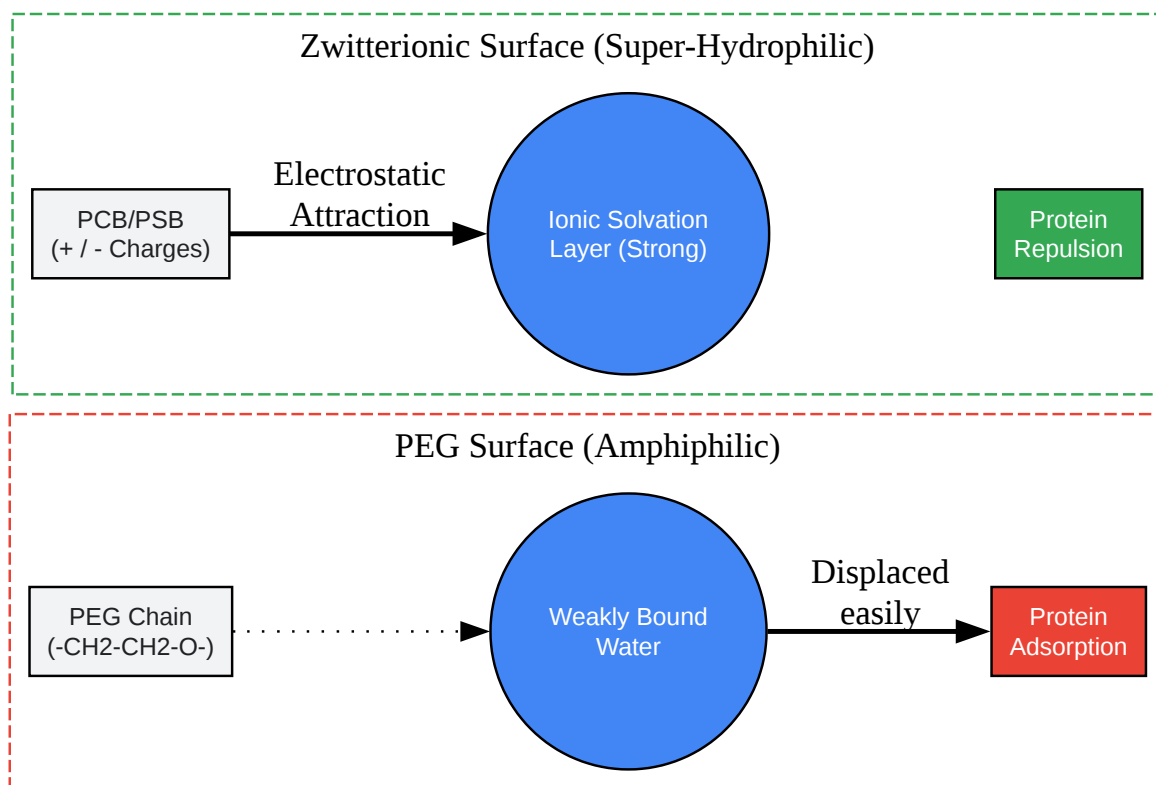 Zwitterionic Surface (Super-Hydrophilic)
PCB/PSB
(+ / - Charges)
Electrostatic
Attraction
Ionic Solvation
Layer (Strong)
Protein
Repulsion
PEG Surface (Amphiphilic)
PEG Chain
(-CH2-CH2-O-)
Weakly Bound
Water
Displaced
easily
Protein
Adsorption